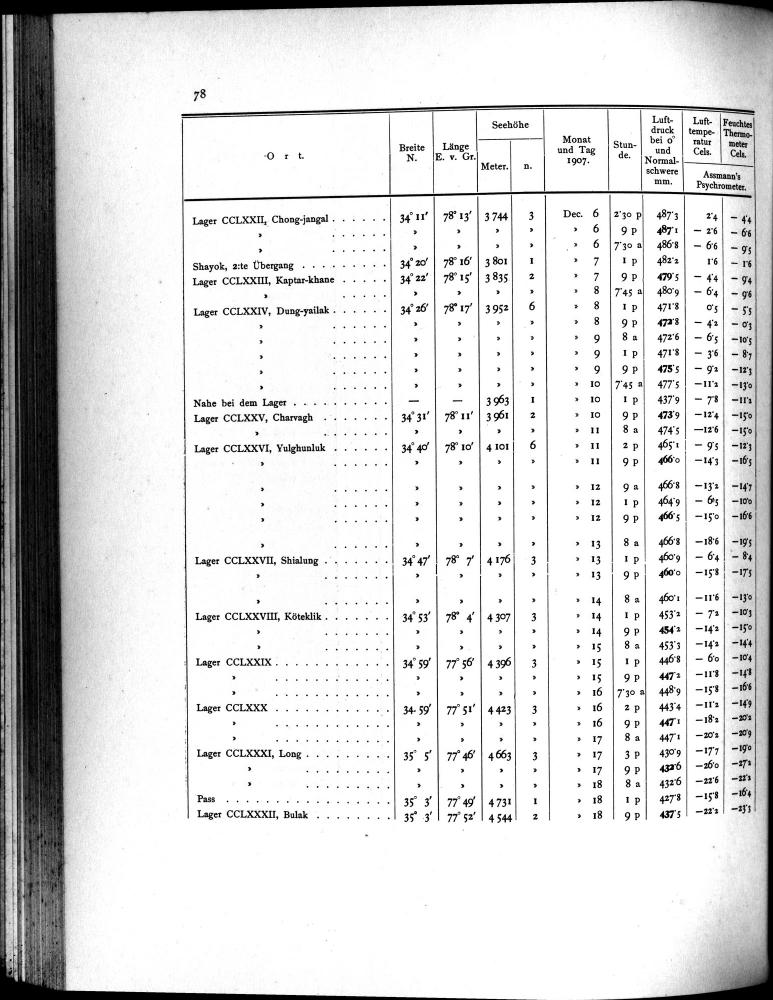 78
Ort. Breite N. Länge E. v. Gr. Seehöhe Meter. n. Monat und Tag 1907. Stunde. Luftdruck bei 0° und Normalschwere mm. Lufttemperatur Cels. Feuchtes Thermometer Cels. Assmann's Psychrometer.
Lager CCLXXII, Chong-jangal . . . . . . 34° 11′ 78° 13′ 3 744 3 Dec. 6 2·30 p 487·3 2·4 — 4·4
» » » » » » 6 9 p 487·1 — 2·6 — 6·6
» » » » » » 6 7·30 a 486·8 — 6·6 — 9·5
Shayok, 2:te Übergang . . . . . . . . 34° 20′ 78° 16′ 3 801 1 » 7 1 p 482·2 1·6 — 1·6
Lager CCLXXIII, Kaptar-khane . . . . . 34° 22′ 78° 15′ 3 835 2 » 7 9 p 479·5 — 4·4 — 9·4
» » » » » » 8 7·45 a 480·9 — 6·4 — 9·6
Lager CCLXXIV, Dung-yailak . . . . . . 34° 26′ 78° 17′ 3 952 6 » 8 1 p 471·8 0·5 — 5·5
» » » » » » 8 9 p 472·8 — 4·2 — 0·3
» » » » » » 9 8 a 472·6 — 6·5 —10·5
» » » » » » 9 1 p 471·8 — 3·6 — 8·7
» » » » » » 9 9 p 475·5 — 9·2 —12·3
» » » » » » 10 7·45 a 477·5 —11·2 —13·0
Nahe bei dem Lager . . . . . . . . . — — 3 963 1 » 10 1 p 437·9 — 7·8 —11·2
Lager CCLXXV, Charvagh . . . . . . . 34° 31′ 78° 11′ 3 961 2 » 10 9 p 473·9 —12·4 —15·0
» » » » » » 11 8 a 474·5 —12·6 —15·0
Lager CCLXXVI, Yulghunluk . . . . . . 34° 40′ 78° 10′ 4 101 6 » 11 2 p 465·1 — 9·5 —12·3
» » » » » » 11 9 p 466·0 —14·3 —16·5
» » » » » » 12 9 a 466·8 —13·2 —14·7
» » » » » » 12 1 p 464·9 — 6·5 —10·0
» » » » » » 12 9 p 466·5 —15·0 —16·6
» » » » » » 13 8 a 466·8 —18·6 —19·5
Lager CCLXXVII, Shialung . . . . . . . 34° 47′ 78° 7′ 4 176 3 » 13 1 p 460·9 — 6·4 — 8·4
» » » » » » 13 9 p 460·0 —15·8 —17·5
» » » » » » 14 8 a 460·1 —11·6 —13·0
Lager CCLXXVIII, Köteklik . . . . . . . 34° 53′ 78° 4′ 4 307 3 » 14 1 p 453·2 — 7·2 —10·3
» » » » » » 14 9 p 454·2 —14·2 —15·0
» » » » » » 15 8 a 453·3 —14·2 —14·4
Lager CCLXXIX . . . . . . . . . . . . 34° 59′ 77° 56′ 4 396 3 » 15 1 p 446·8 — 6·0 —10·4
» » » » » » 15 9 p 447·2 —11·8 —14·8
» » » » » » 16 7·30 a 448·9 —15·8 —16·6
Lager CCLXXX . . . . . . . . . . . . 34· 59′ 77° 51′ 4 423 3 » 16 2 p 443·4 —11·2 —14·9
» » » » » » 16 9 p 447·1 —18·2 —20·2
» » » » » » 17 8 a 447·1 —20·2 —20·9
Lager CCLXXXI, Long . . . . . . . . . 35° 5′ 77° 46′ 4 663 3 » 17 3 p 430·9 —17·7 —19·0
» » » » » » 17 9 p 432·6 —26·0 —27·2
» » » » » » 18 8 a 432·6 —22·6 —22·2
Pass . . . . . . . . . . . . . . . . 35° 3′ 77° 49′ 4 731 1 » 18 1 p 427·8 —15·8 —16·4
Lager CCLXXXII, Bulak . . . . . . . . 35° 3′ 77° 52′ 4 544 2 » 18 9 p 437·5 —22·2 —23·3